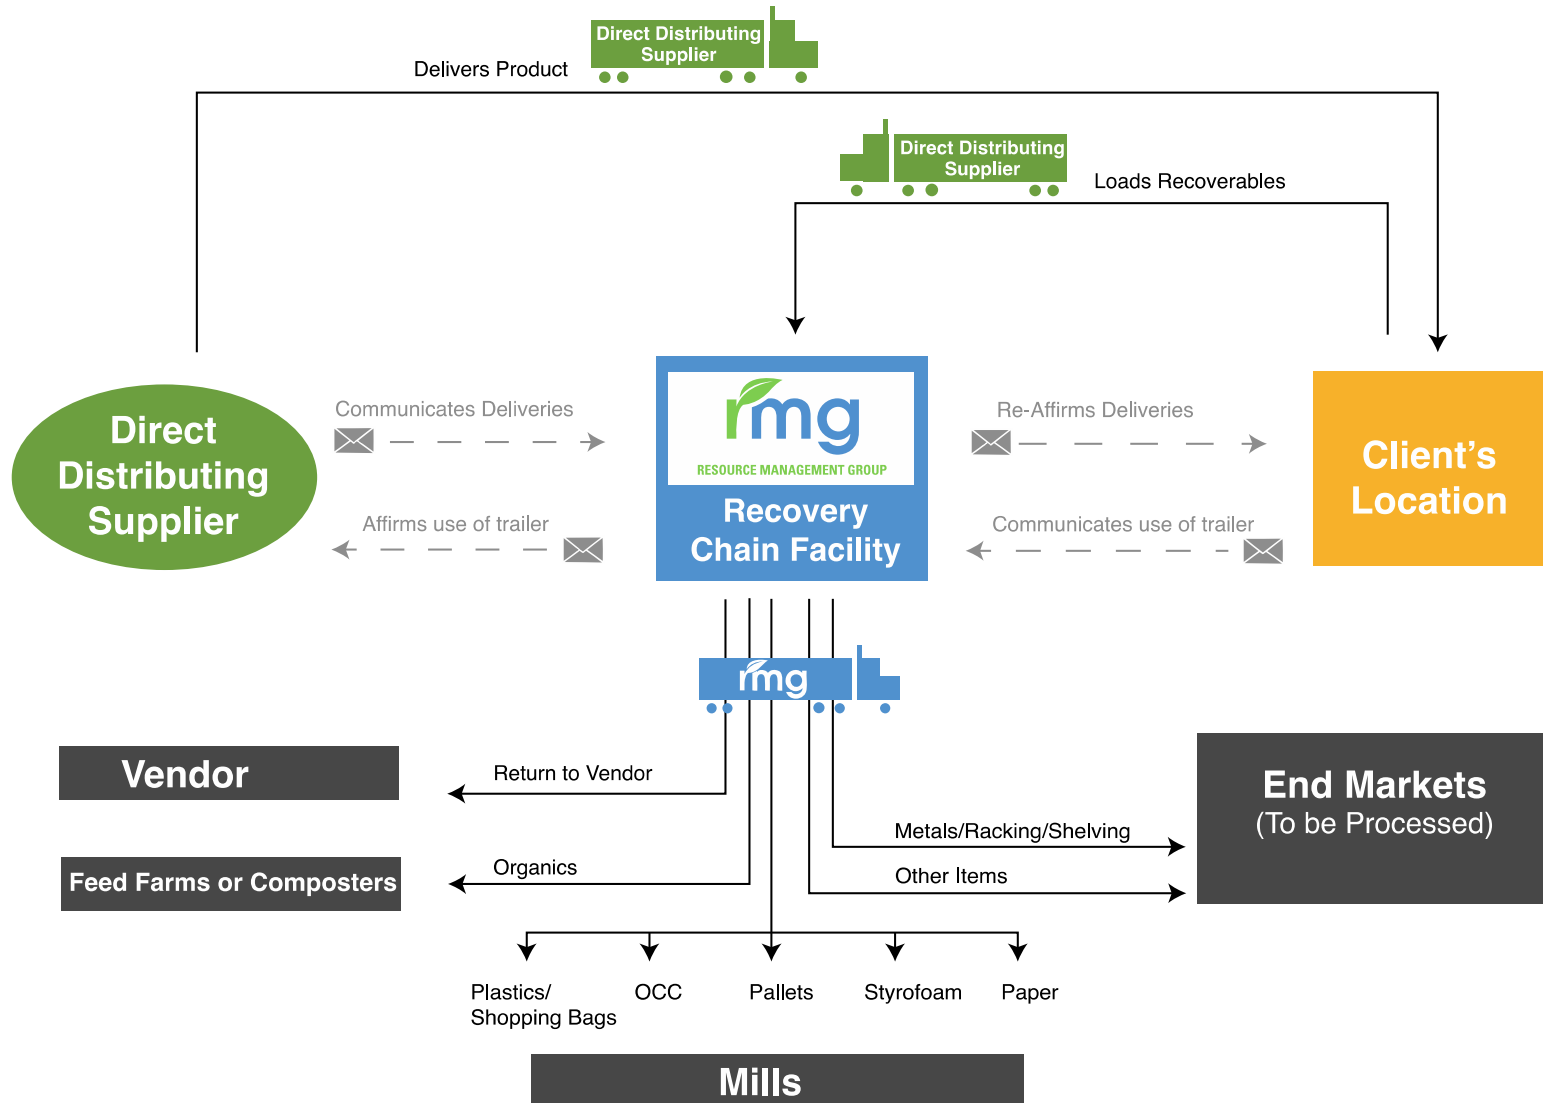 Direct Distributing
Supplier
Delivers Product
Direct Distributing
Supplier
Loads Recoverables
Direct
Distributing
Supplier
Communicates Deliveries
Affirms use of trailer
rmg
RESOURCE MANAGEMENT GROUP
Recovery
Chain Facility
Re-Affirms Deliveries
Communicates use of trailer
Client's
Location
rmg
Vendor
Return to Vendor
Feed Farms or Composters
Organics
Metals/Racking/Shelving
Other Items
End Markets
(To be Processed)
Plastics/
Shopping Bags
OCC
Pallets
Styrofoam
Paper
Mills